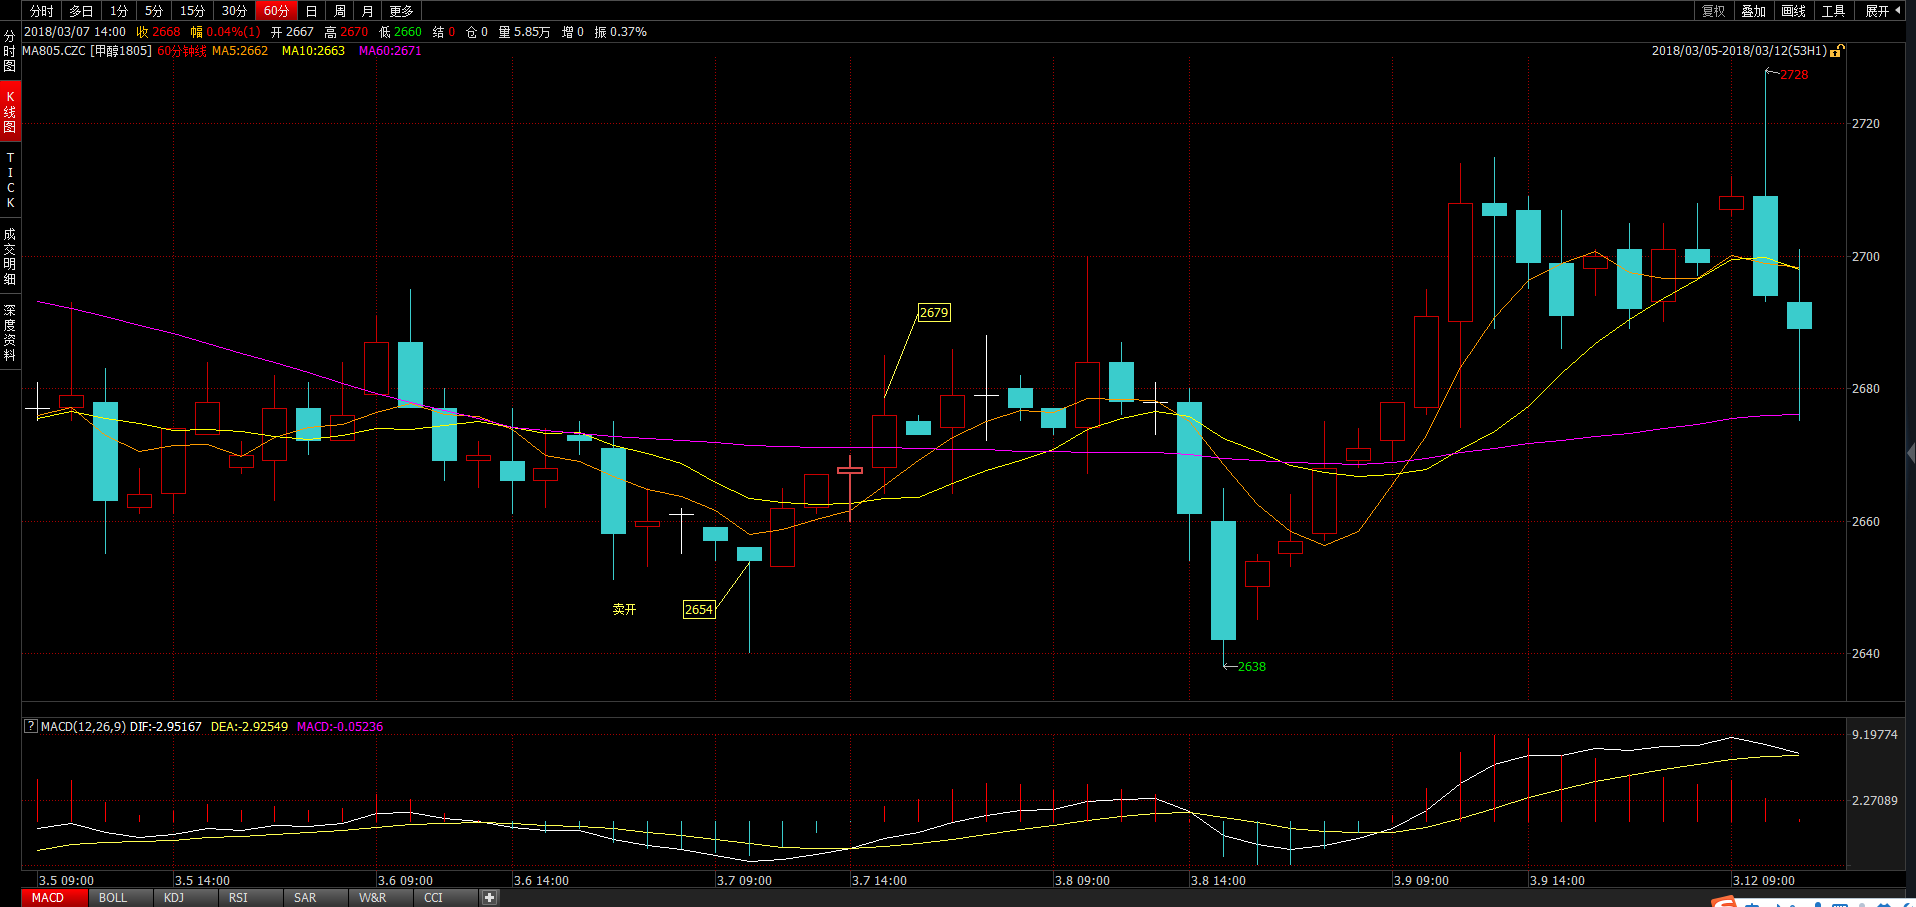 分时 多日 1分 5分 15分 30分 60分 日 周 月 更多 复权 叠加 画线 工具 展开
2018/03/07 14:00 收 2668 幅 0.04%(1) 开 2667 高 2670 低 2660 结 0 仓 0 量 5.85万 增 0 振 0.37%
MA805.CZC [甲醇1805] 60分钟线 MA5:2662 MA10:2663 MA60:2671 2018/03/05-2018/03/12(53H1)
分时图
K线图
TICK
成交明细
深度资料
2728
2720
2700
2679
2680
2660
卖开 2654
2640
2638
? MACD(12,26,9) DIF:-2.95167 DEA:-2.92549 MACD:-0.05236
9.19774
2.27089
3.5 09:00 3.5 14:00 3.6 09:00 3.6 14:00 3.7 09:00 3.7 14:00 3.8 09:00 3.8 14:00 3.9 09:00 3.9 14:00 3.12 09:00
MACD BOLL KDJ RSI SAR W&R CCI